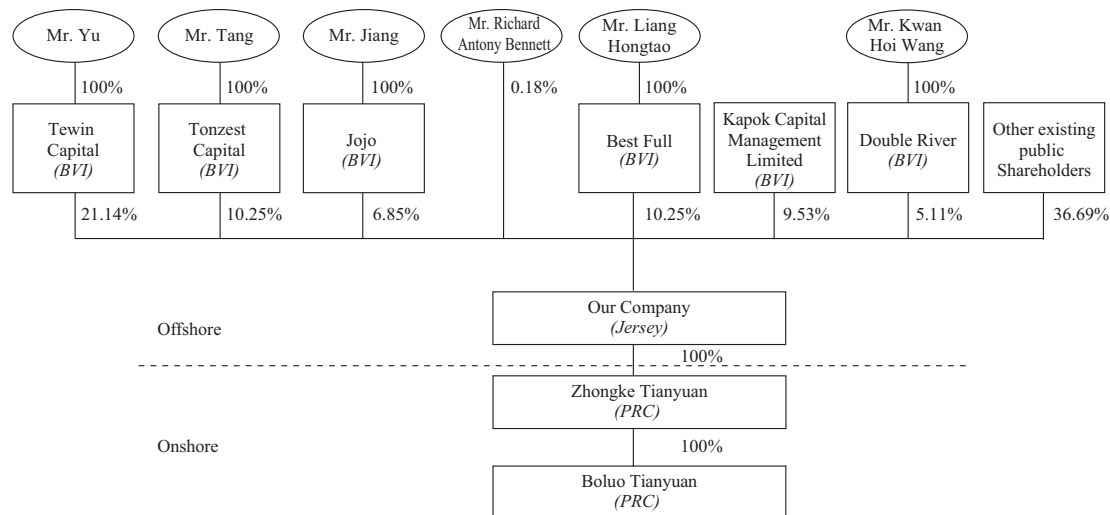 Mr. Yu
Mr. Tang
Mr. Jiang
Mr. Richard
Antony Bennett
Mr. Liang
Hongtao
Mr. Kwan
Hoi Wang
100%
100%
100%
0.18%
100%
100%
Tewin
Capital
(BVI)
Tonzest
Capital
(BVI)
Jojo
(BVI)
Best Full
(BVI)
Kapok Capital
Management
Limited
(BVI)
Double River
(BVI)
Other existing
public
Shareholders
21.14%
10.25%
6.85%
10.25%
9.53%
5.11%
36.69%
Our Company
(Jersey)
Offshore
100%
Zhongke Tianyuan
(PRC)
Onshore
100%
Boluo Tianyuan
(PRC)